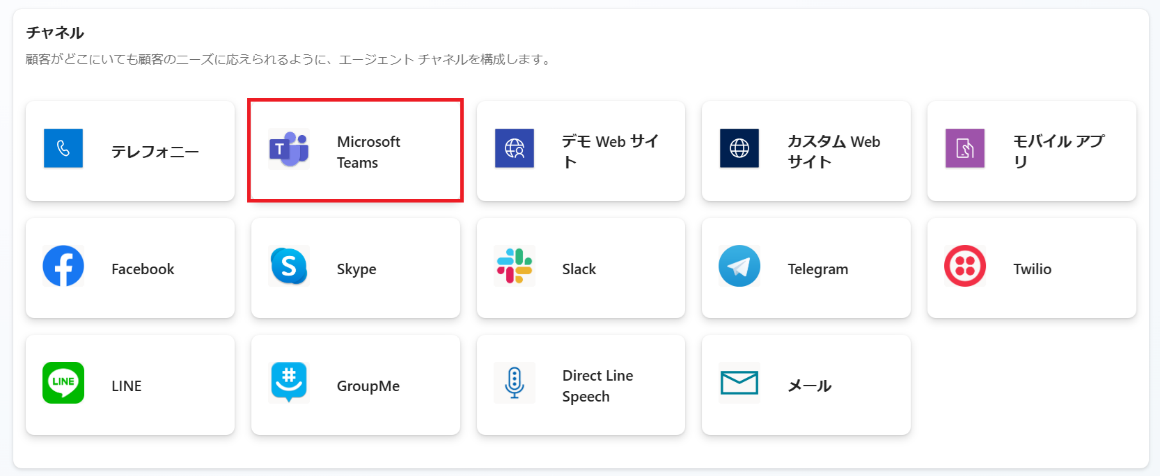 チャネル
顧客がどこにいても顧客のニーズに応えられるように、エージェント チャネルを構成します。
テレフォニー
Microsoft
Teams
デモ Web サイ
ト
カスタム Web
サイト
モバイル アプ
リ
Facebook
Skype
Slack
Telegram
Twilio
LINE
LINE
GroupMe
Direct Line
Speech
メール